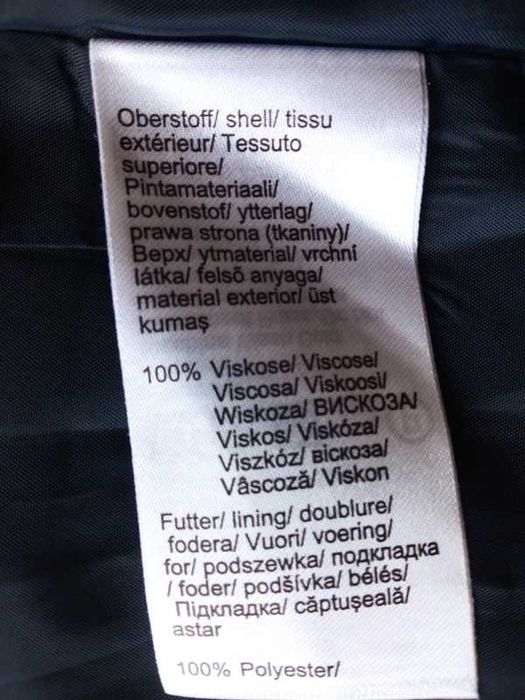 Oberstoff/ shell/ tissu
extérieur/ Tessuto
superiore/
Pintamateriaali/
bovenstof/ ytterlag/
prawa strona (tkaniny)/
Верх/ ytmaterial/ vrchní
látka/ felső anyaga/
material exterior/ üst
kumaş
100% Viskose/ Viscose/
Viscosa/ Viskoosi/
Wiskoza/ ВИСКОЗА/
Viskos/ Viskóza/
Viszkóz/ віскоза/
Vâscoză/ Viskon
Futter/ lining/ doublure/
fodera/ Vuori/ voering/
for/ podszewka/ подкладка
/ foder/ podšívka/ bélés/
Підкладка/ căptuşeală/
astar
100% Polyester/